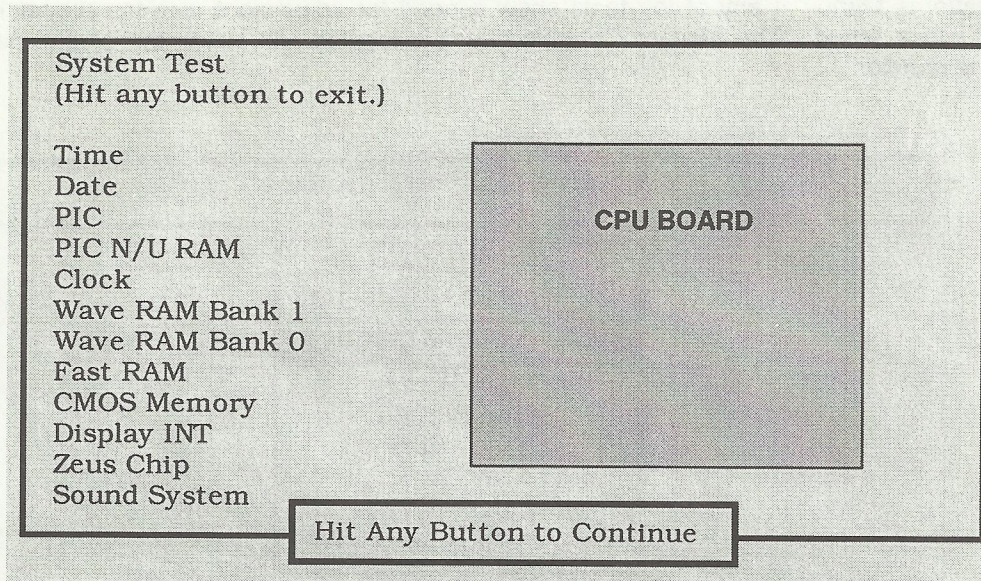 System Test
(Hit any button to exit.)
Time
Date
PIC
PIC N/U RAM
Clock
Wave RAM Bank 1
Wave RAM Bank 0
Fast RAM
CMOS Memory
Display INT
Zeus Chip
Sound System
CPU BOARD
Hit Any Button to Continue